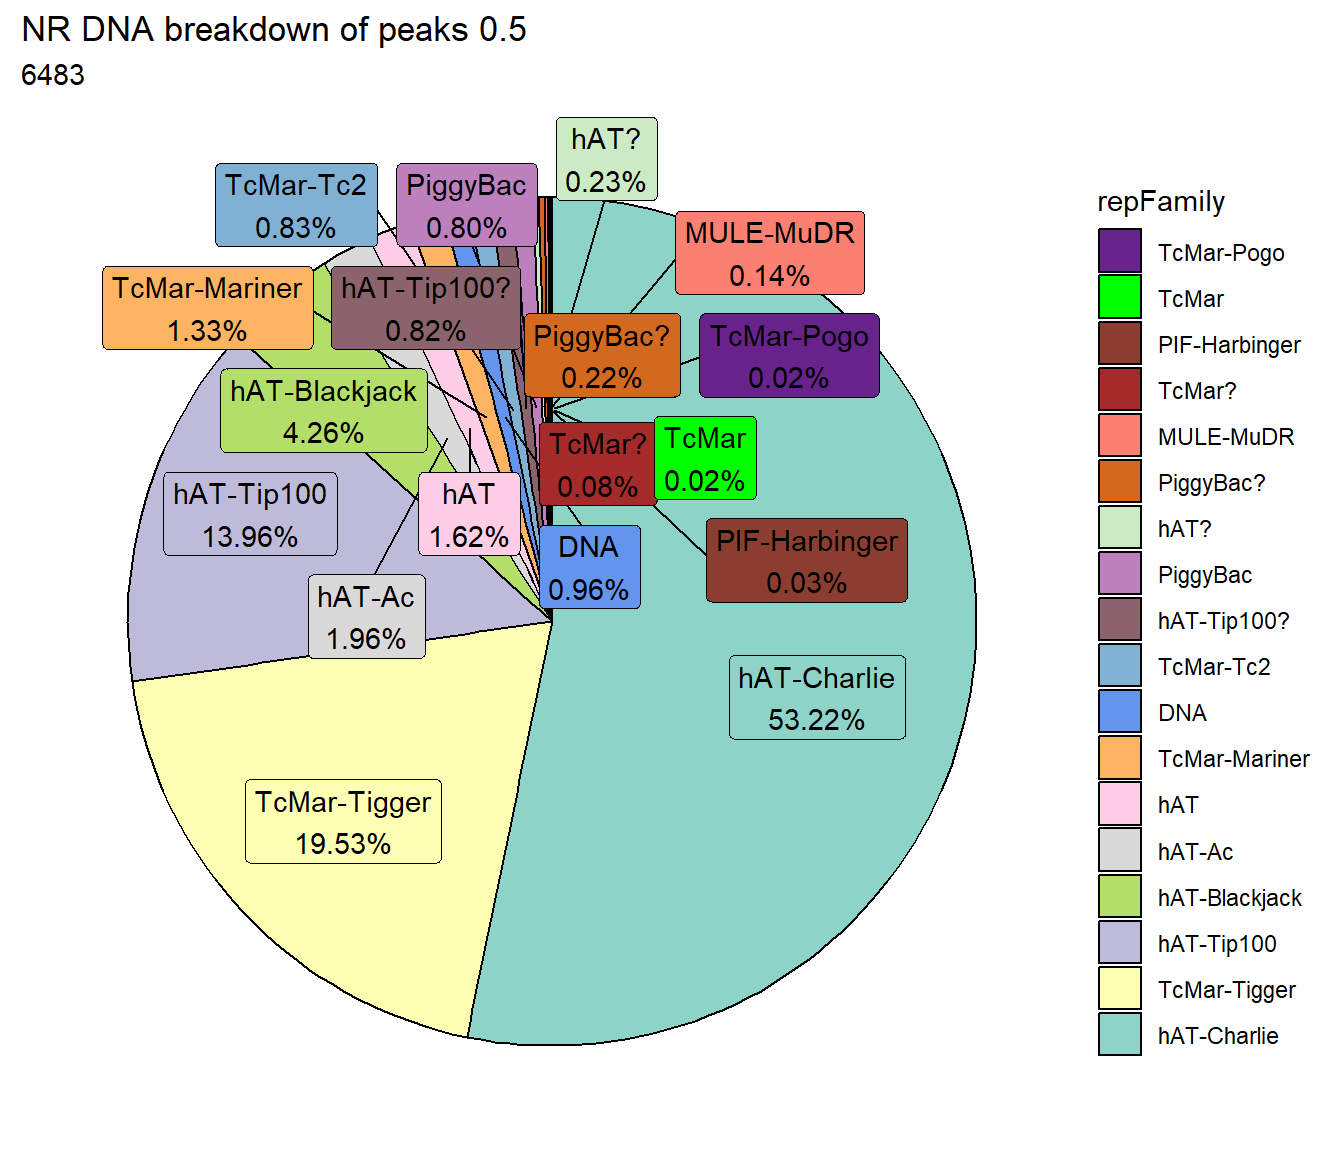 NR DNA breakdown of peaks 0.5
6483
hAT?
0.23%
TcMar-Tc2
0.83%
PiggyBac
0.80%
MULE-MuDR
0.14%
TcMar-Mariner
1.33%
hAT-Tip100?
0.82%
PiggyBac?
0.22%
TcMar-Pogo
0.02%
hAT-Blackjack
4.26%
TcMar?
0.08%
TcMar
0.02%
hAT-Tip100
13.96%
hAT
1.62%
DNA
0.96%
PIF-Harbinger
0.03%
hAT-Ac
1.96%
hAT-Charlie
53.22%
TcMar-Tigger
19.53%
repFamily
TcMar-Pogo
TcMar
PIF-Harbinger
TcMar?
MULE-MuDR
PiggyBac?
hAT?
PiggyBac
hAT-Tip100?
TcMar-Tc2
DNA
TcMar-Mariner
hAT
hAT-Ac
hAT-Blackjack
hAT-Tip100
TcMar-Tigger
hAT-Charlie